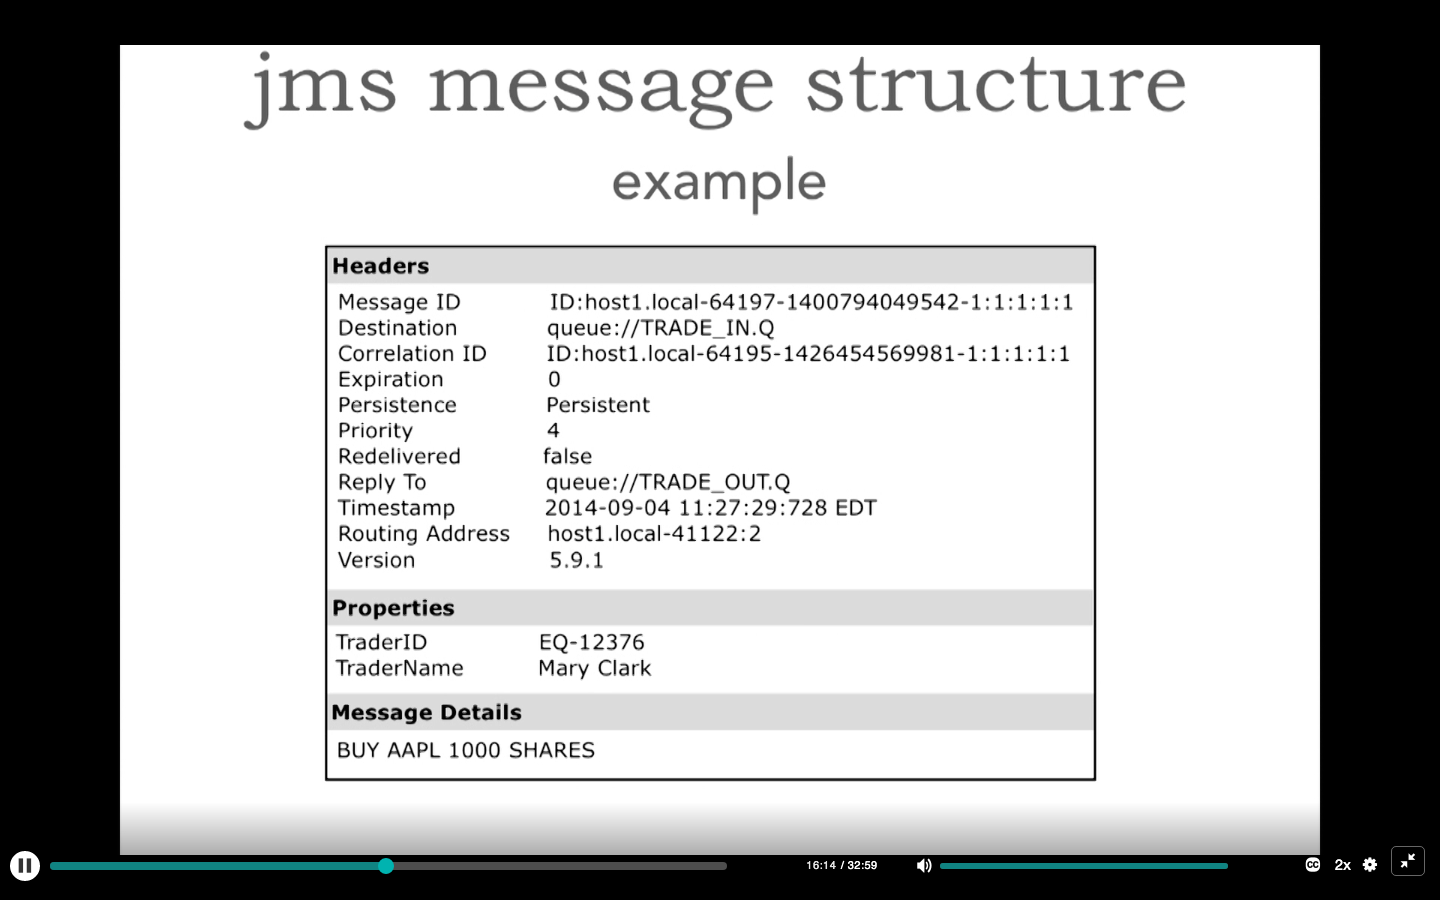 jms message structure
example
Headers
Message ID ID:host1.local-64197-1400794049542-1:1:1:1:1
Destination queue://TRADE_IN.Q
Correlation ID ID:host1.local-64195-1426454569981-1:1:1:1:1
Expiration 0
Persistence Persistent
Priority 4
Redelivered false
Reply To queue://TRADE_OUT.Q
Timestamp 2014-09-04 11:27:29:728 EDT
Routing Address host1.local-41122:2
Version 5.9.1
Properties
TraderID EQ-12376
TraderName Mary Clark
Message Details
BUY AAPL 1000 SHARES
16:14 / 32:59 CC 2x